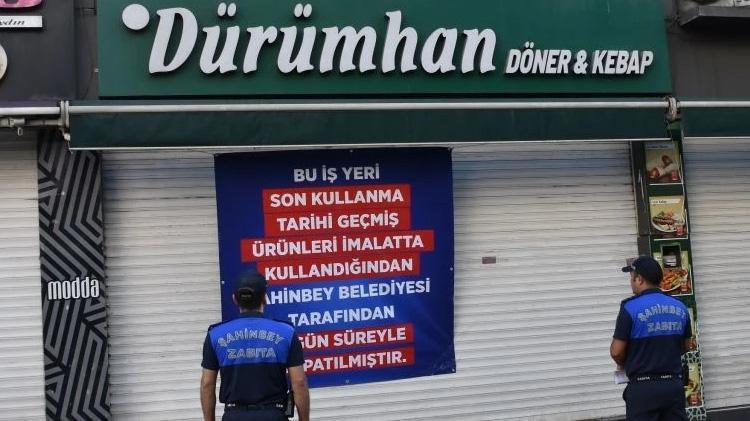 Dürümhan DÖNER & KEBAP
BU İŞ YERİ
SON KULLANMA
TARİHİ GEÇMİŞ
ÜRÜNLERİ İMALATTA
KULLANDIĞINDAN
AHİNBEY BELEDİYESİ
TARAFINDAN
GÜN SÜREYLE
PATILMIŞTIR.
modda
ŞAHİNBEY
ZABITA
ŞAHİNBEY
ZABITA